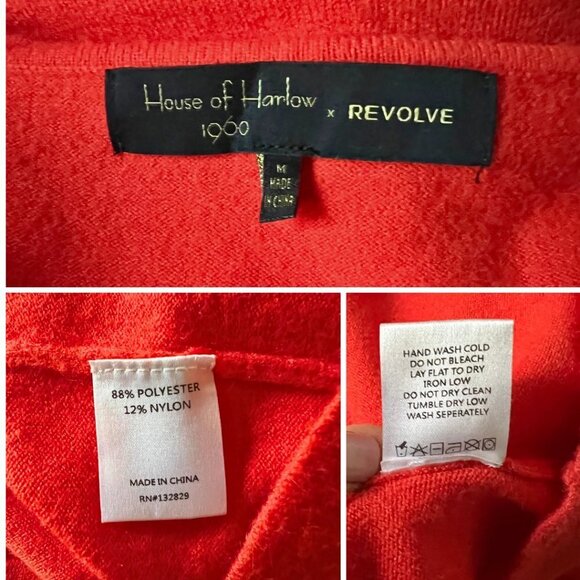 House of Harlow x REVOLVE
1960
M
MADE
IN CHINA
88% POLYESTER
12% NYLON
MADE IN CHINA
RN#132829
HAND WASH COLD
DO NOT BLEACH
LAY FLAT TO DRY
IRON LOW
DO NOT DRY CLEAN
TUMBLE DRY LOW
WASH SEPERATELY